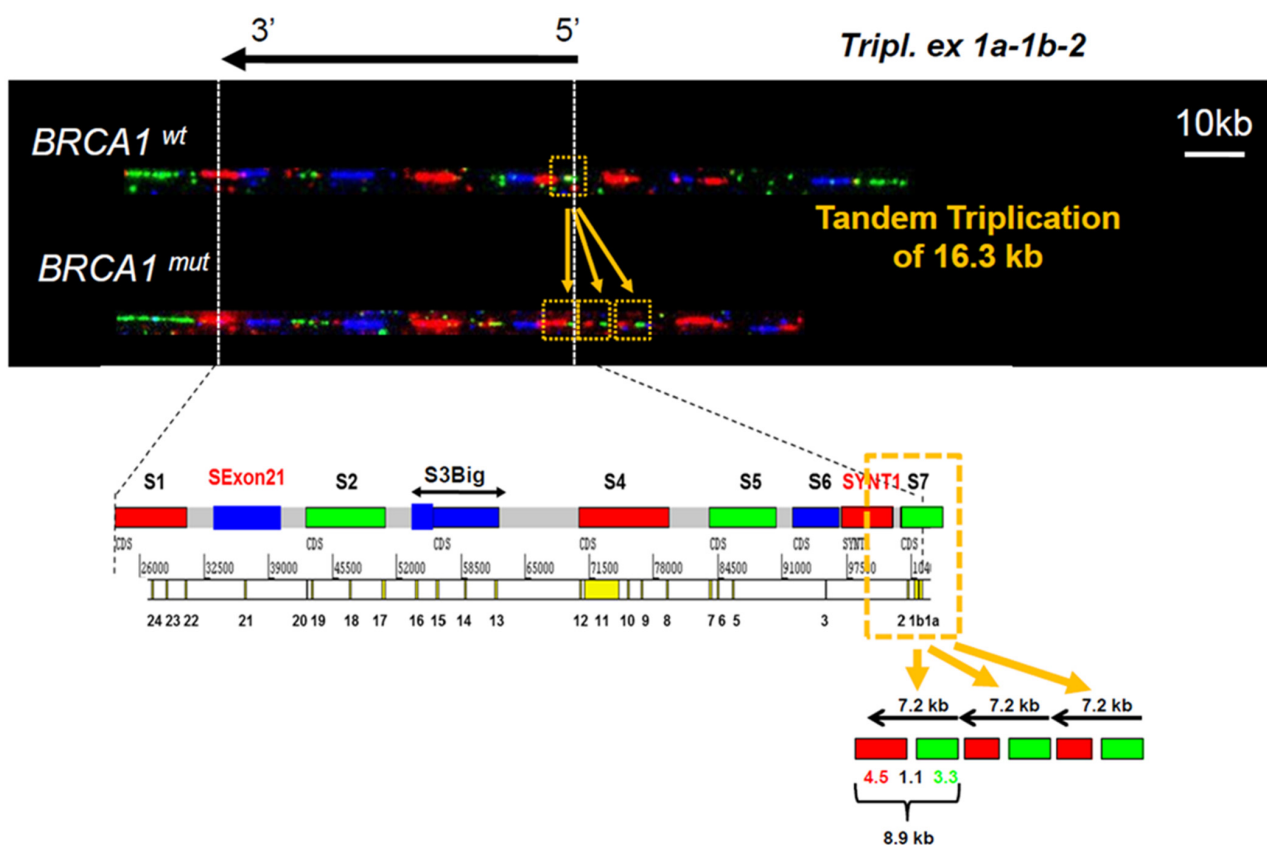 3’ 5’ Tripl. ex 1a-1b-2
10kb
BRCA1 wt
Tandem Triplication
of 16.3 kb
BRCA1 mut
S1 SExon21 S2 S3Big S4 S5 S6 SYNT1 S7
CDS CDS CDS CDS CDS CDS SYNT CDS
26000 32500 39000 45500 52000 58500 65000 71500 78000 84500 91000 97500
24 23 22 21 20 19 18 17 16 15 14 13 12 11 10 9 8 7 6 5 3 2 1b1a
7.2 kb 7.2 kb 7.2 kb
4.5 1.1 3.3
8.9 kb